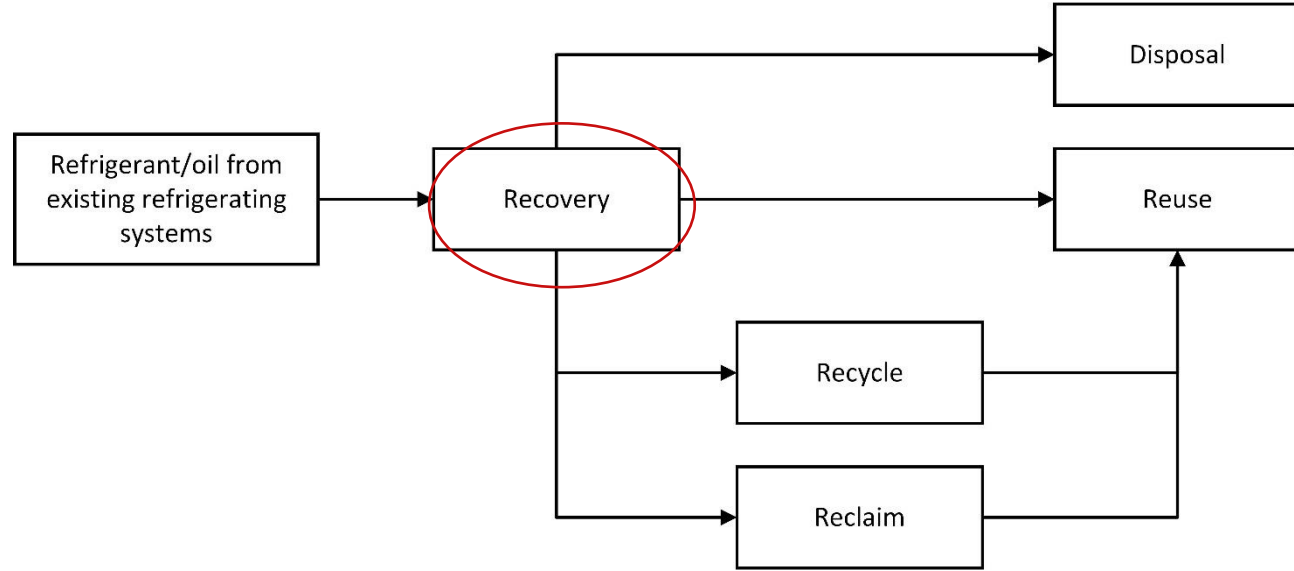 Disposal
Refrigerant/oil from
existing refrigerating
systems
Recovery
Reuse
Recycle
Reclaim